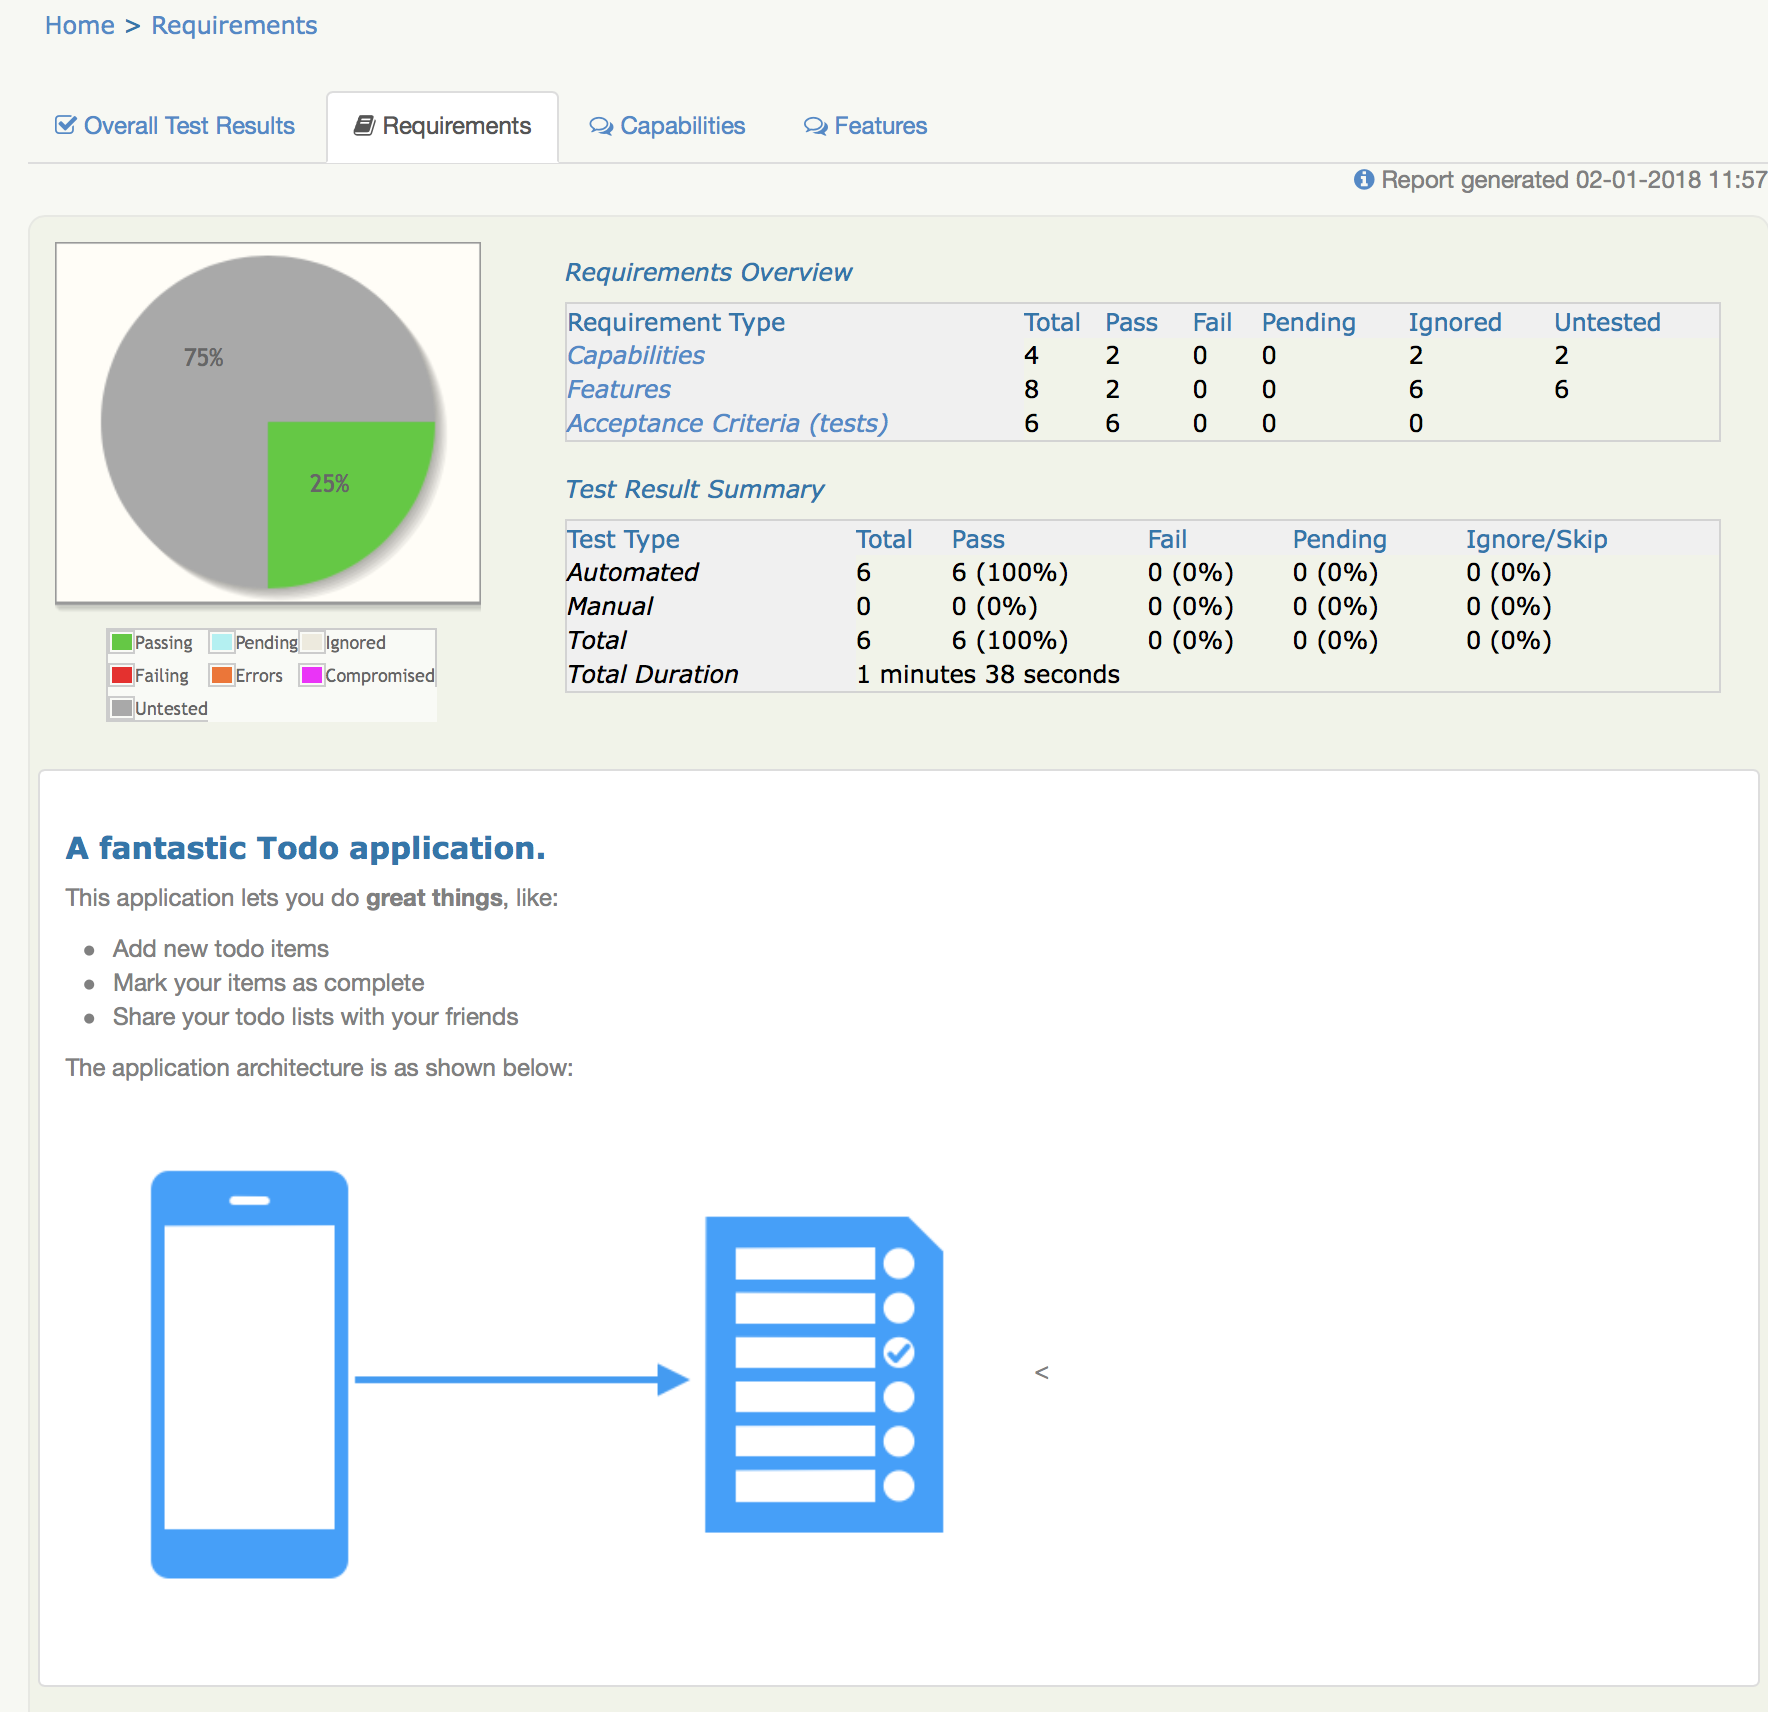 Home > Requirements
Overall Test Results Requirements Capabilities Features
Report generated 02-01-2018 11:57
75%
25%
Passing Pending Ignored
Failing Errors Compromised
Untested
Requirements Overview
Requirement Type Total Pass Fail Pending Ignored Untested
Capabilities 4 2 0 0 2 2
Features 8 2 0 0 6 6
Acceptance Criteria (tests) 6 6 0 0 0
Test Result Summary
Test Type Total Pass Fail Pending Ignore/Skip
Automated 6 6 (100%) 0 (0%) 0 (0%) 0 (0%)
Manual 0 0 (0%) 0 (0%) 0 (0%) 0 (0%)
Total 6 6 (100%) 0 (0%) 0 (0%) 0 (0%)
Total Duration 1 minutes 38 seconds
A fantastic Todo application.
This application lets you do great things, like:
• Add new todo items
• Mark your items as complete
• Share your todo lists with your friends
The application architecture is as shown below:
<